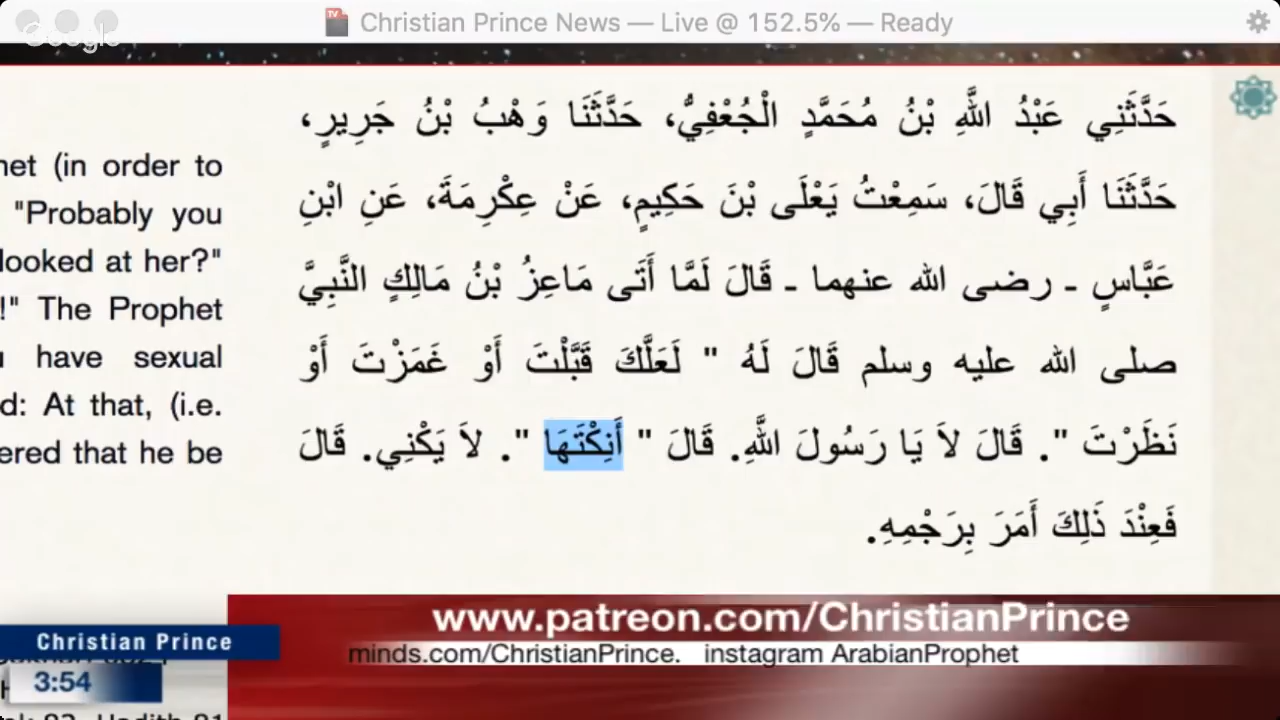 Christian Prince News — Live @ 152.5% — Ready
Google
حَدَّثَنِي عَبْدُ اللَّهِ بْنُ مُحَمَّدٍ الْجُعْفِيُّ، حَدَّثَنَا وَهْبُ بْنُ جَرِيرٍ،
حَدَّثَنَا أَبِي قَالَ، سَمِعْتُ يَعْلَى بْنَ حَكِيمٍ، عَنْ عِكْرِمَةَ، عَنِ ابْنِ
عَبَّاسٍ ـ رضى الله عنهما ـ قَالَ لَمَّا أَتَى مَاعِزُ بْنُ مَالِكٍ النَّبِيَّ
صلى الله عليه وسلم قَالَ لَهُ " لَعَلَّكَ قَبَّلْتَ أَوْ غَمَزْتَ أَوْ
نَظَرْتَ ". قَالَ لاَ يَا رَسُولَ اللَّهِ. قَالَ " أَنِكْتَهَا ". لاَ يَكْنِي. قَالَ
فَعِنْدَ ذَلِكَ أَمَرَ بِرَجْمِهِ.
(in order to
"Probably you
looked at her?"
!" The Prophet
have sexual
d: At that, (i.e.
ered that he be
www.patreon.com/ChristianPrince
Christian Prince
minds.com/ChristianPrince. instagram ArabianProphet
3:54